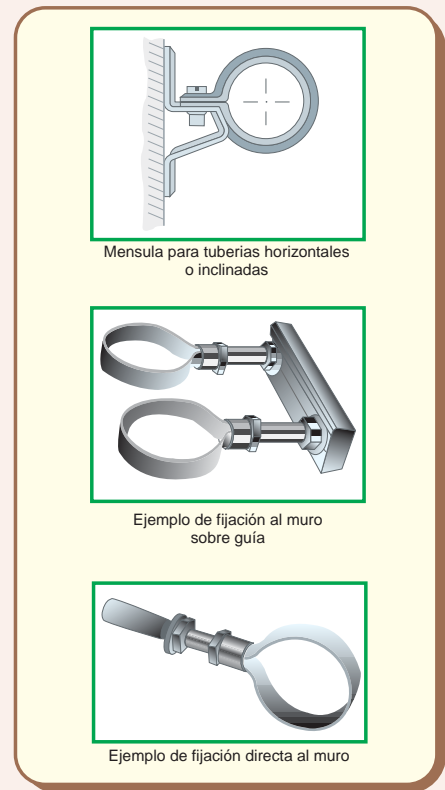 Mensula para tuberias horizontales
o inclinadas
Ejemplo de fijación al muro
sobre guía
Ejemplo de fijación directa al muro